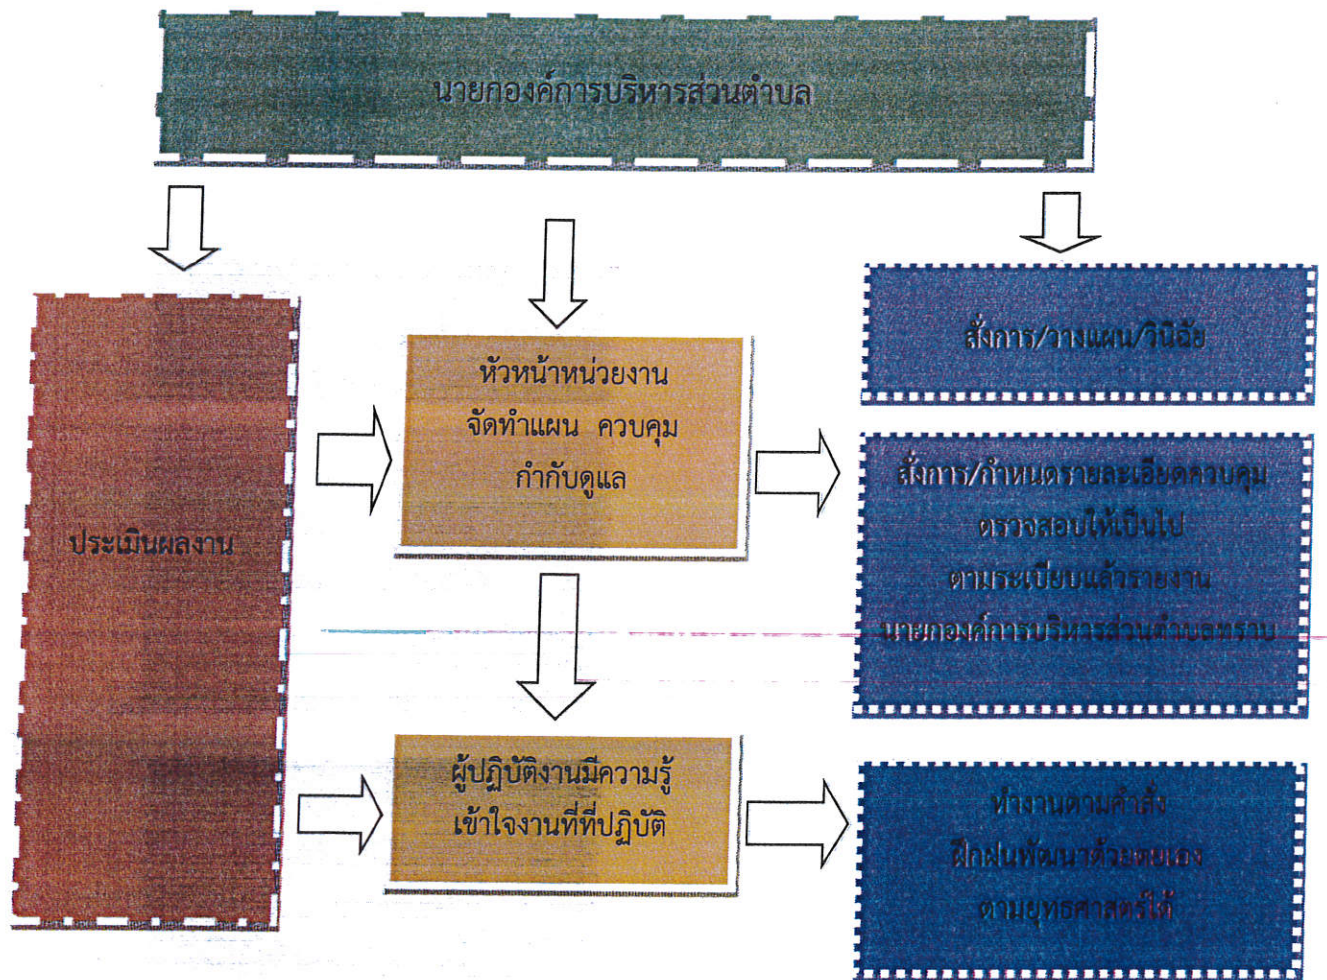 นายกองค์การบริหารส่วนตำบล
สั่งการ/วางแผน/วินิฉัย
หัวหน้าหน่วยงาน
จัดทำแผน ควบคุม
กำกับดูแล
สั่งการ/กำหนดรายละเอียดควบคุม
ตรวจสอบให้เป็นไป
ตามระเบียบแล้วรายงาน
นายกองค์การบริหารส่วนตำบลทราบ
ประเมินผลงาน
ผู้ปฏิบัติงานมีความรู้
เข้าใจงานที่ที่ปฏิบัติ
ทำงานตามคำสั่ง
ฝึกฝนพัฒนาด้วยตนเอง
ตามยุทธศาสตร์ได้